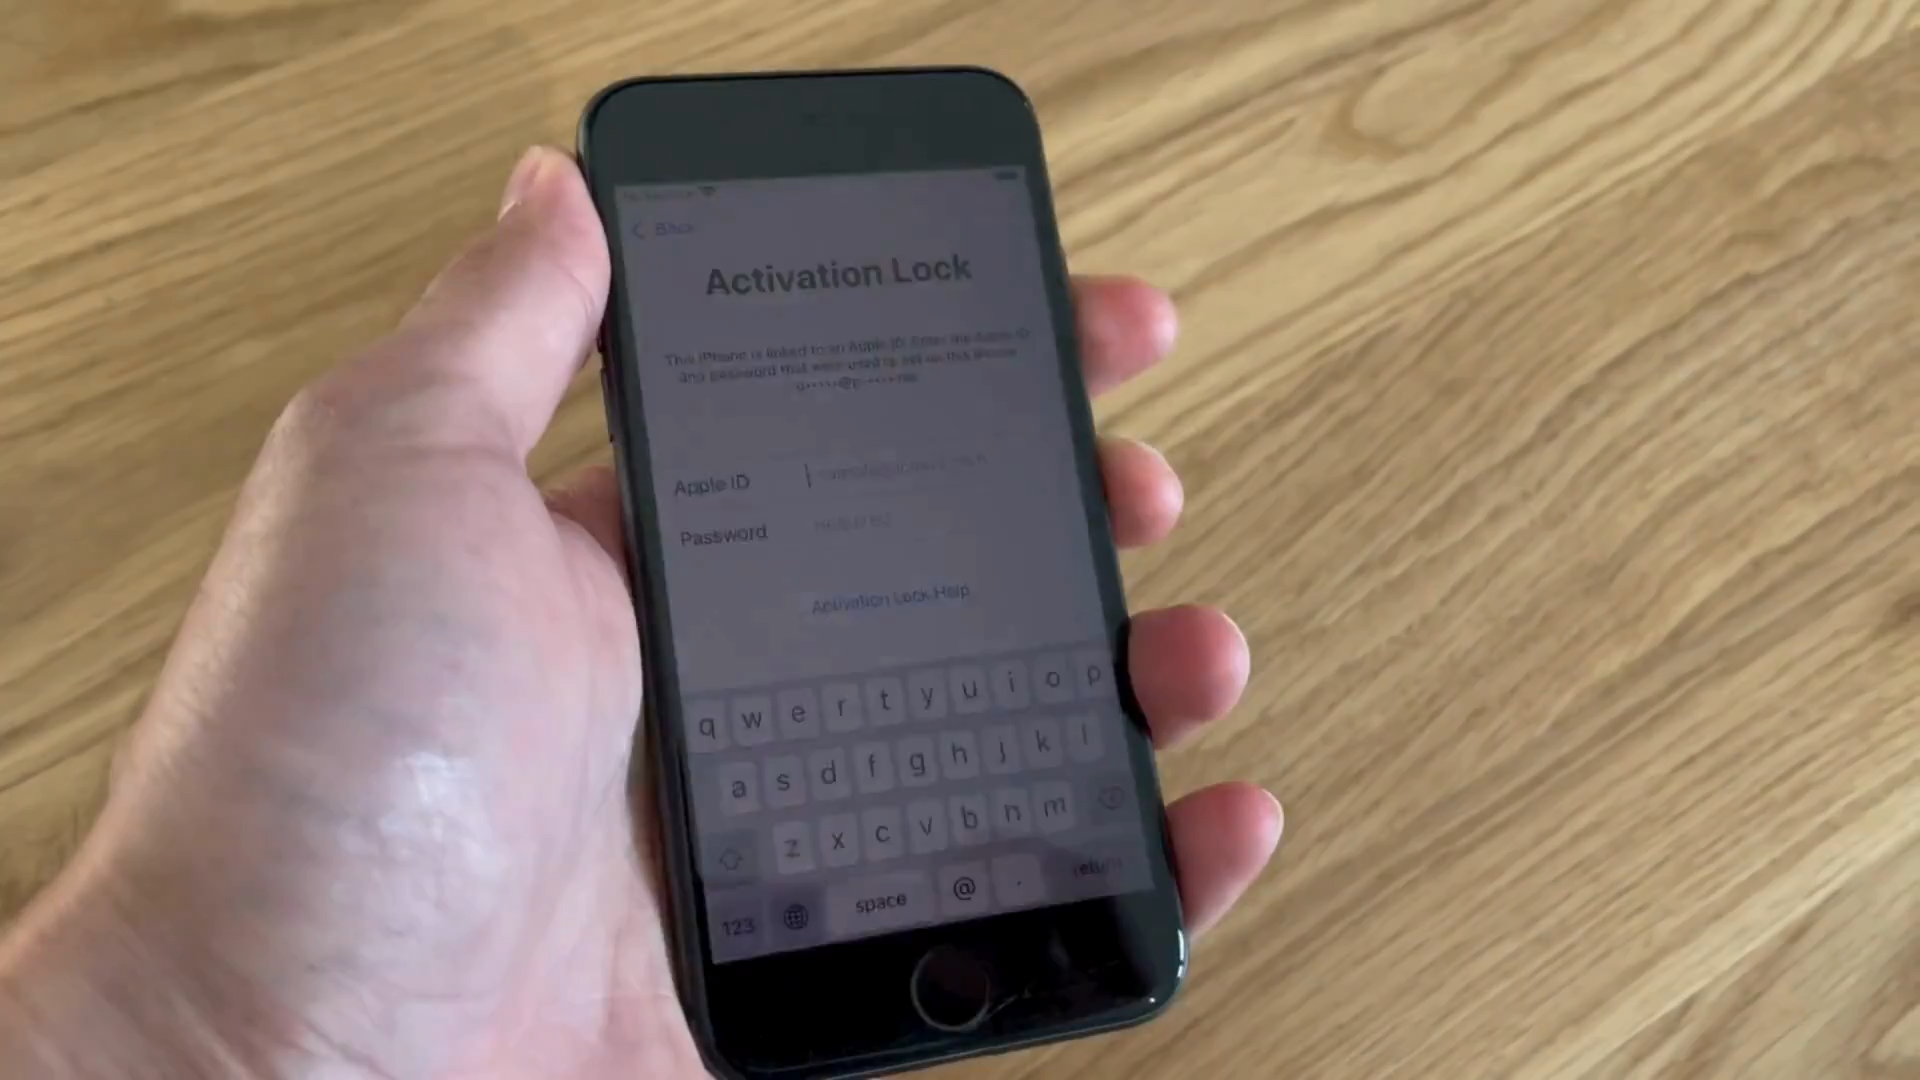 Back
Activation Lock
This iPhone is linked to an Apple ID. Enter the Apple ID
and password that were used to set up this iPhone.
Apple ID
Password
Activation Lock Help
q w e r t y u i o p
a s d f g h j k l
z x c v b n m
123 space @ . return